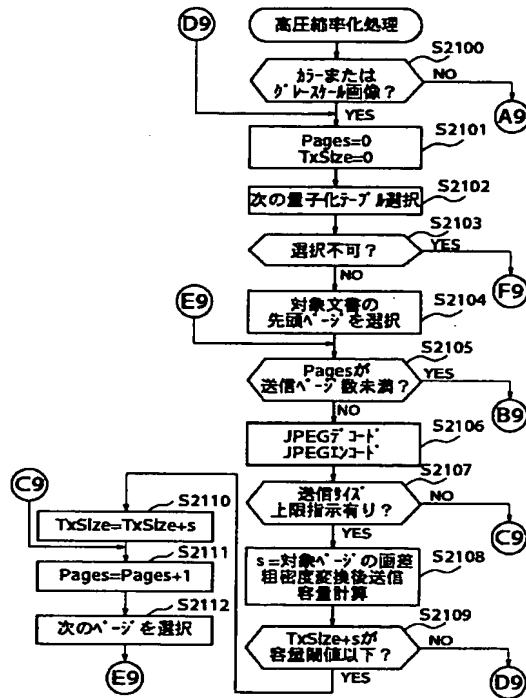 D9
高圧縮率化処理
S2100
カラーまたは
グレースケール画像?
NO
A9
YES
S2101
Pages=0
TxSize=0
S2102
次の量子化テーブル選択
S2103
選択不可?
YES
F9
NO
E9
S2104
対象文書の
先頭ページを選択
S2105
Pagesが
送信ページ数未満?
YES
B9
NO
S2106
JPEGデコード
JPEGエンコード
S2107
送信サイズ
上限指示有り?
NO
C9
YES
C9
S2110
TxSize=TxSize+s
S2111
Pages=Pages+1
S2112
次のページを選択
E9
S2108
s=対象ページの画差
粗密度変換後送信
容量計算
S2109
TxSize+sが
容量閾値以下?
NO
D9
YES